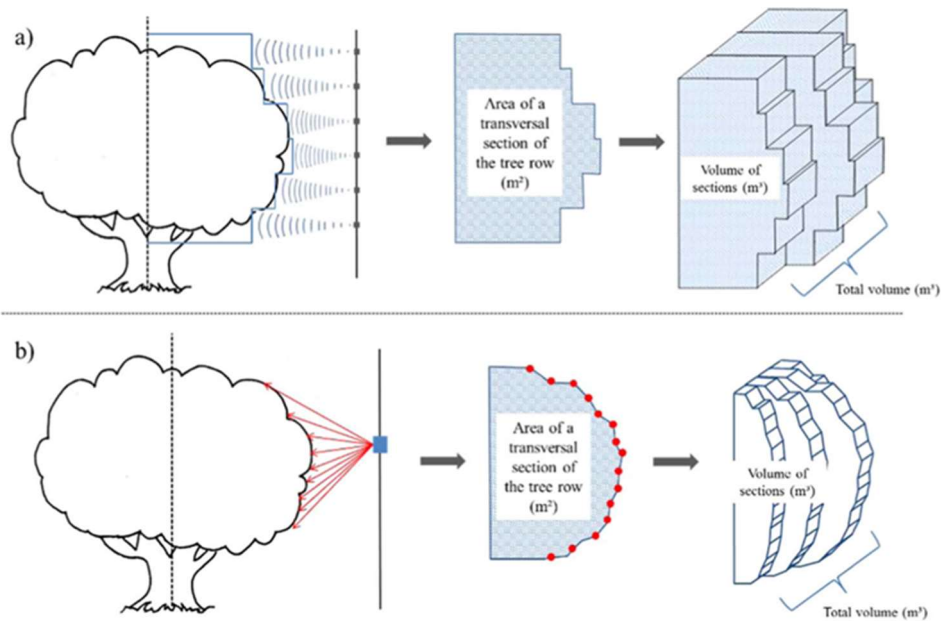 a)
Area of a
transversal
section of
the tree row
(m²)
Volume of
sections (m³)
Total volume (m³)
b)
Area of a
transversal
section of
the tree row
(m²)
Volume of
sections (m³)
Total volume (m³)